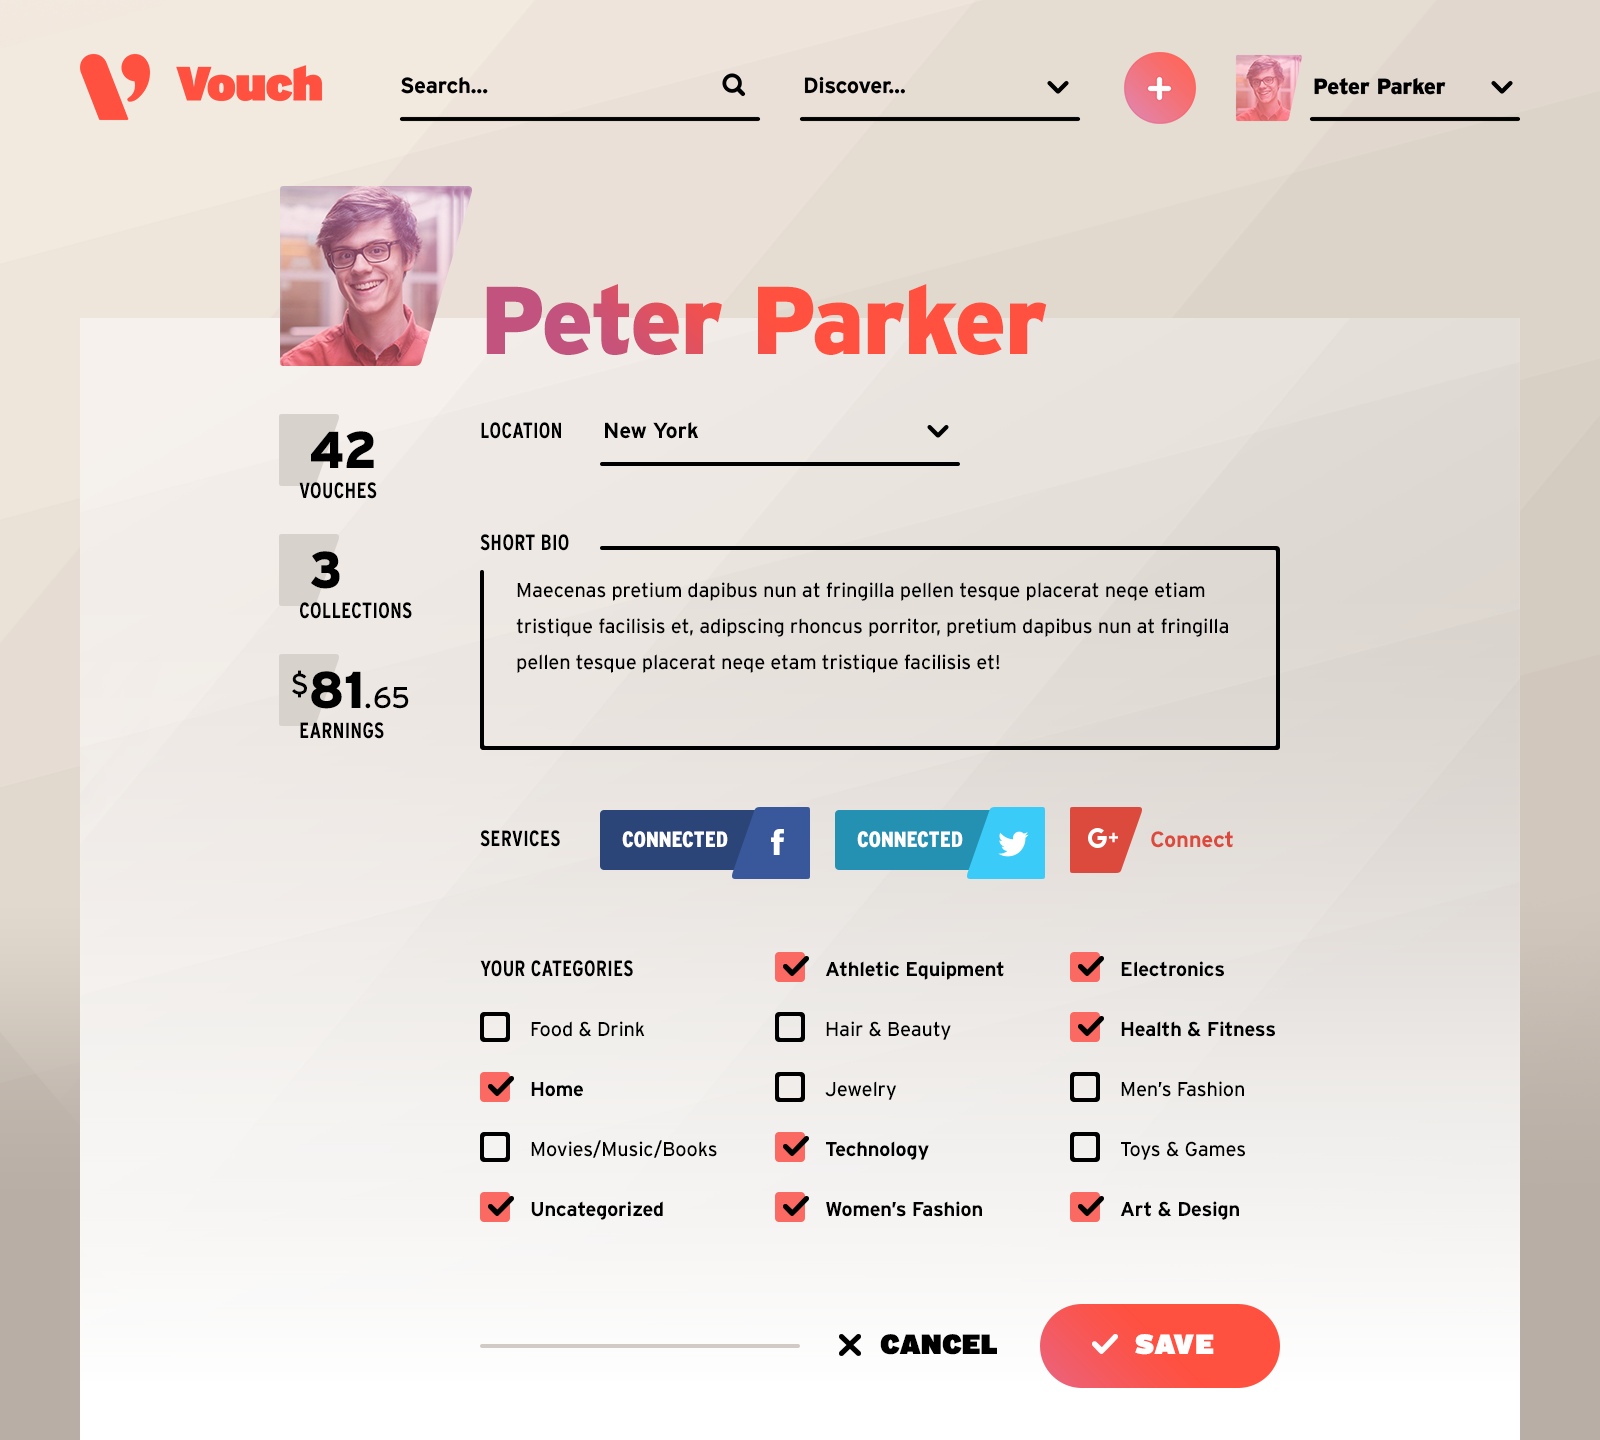 Vouch
Search...
Discover...
Peter Parker
Peter Parker
42
VOUCHES
3
COLLECTIONS
$81.65
EARNINGS
LOCATION
New York
SHORT BIO
Maecenas pretium dapibus nun at fringilla pellen tesque placerat neqe etiam
tristique facilisis et, adipscing rhoncus porritor, pretium dapibus nun at fringilla
pellen tesque placerat neqe etam tristique facilisis et!
SERVICES
CONNECTED
f
CONNECTED
G+
Connect
YOUR CATEGORIES
Athletic Equipment
Electronics
Food & Drink
Hair & Beauty
Health & Fitness
Home
Jewelry
Men's Fashion
Movies/Music/Books
Technology
Toys & Games
Uncategorized
Women's Fashion
Art & Design
CANCEL
SAVE